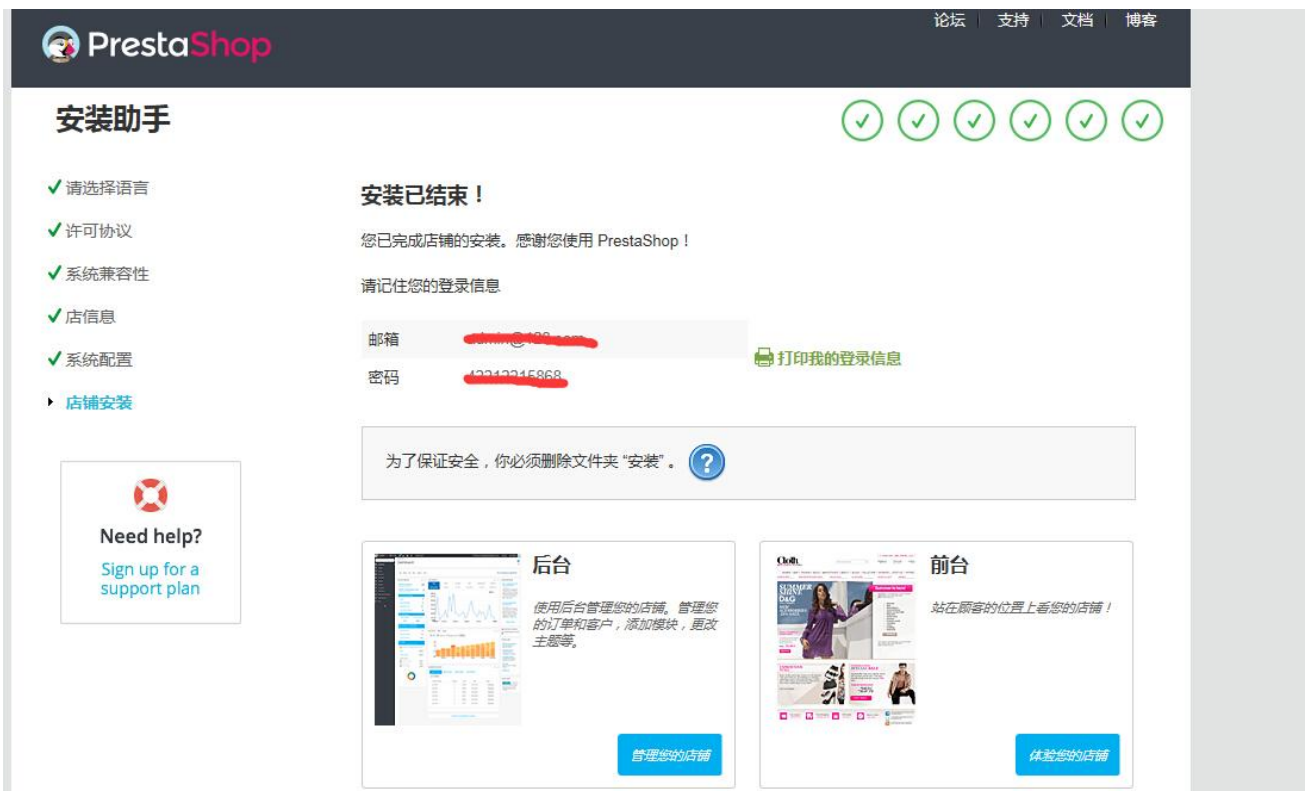 论坛 支持 文档 博客
PrestaShop
安装助手
请选择语言
许可协议
系统兼容性
店信息
系统配置
店铺安装
Need help?
Sign up for a
support plan
安装已结束！
您已完成店铺的安装。感谢您使用 PrestaShop！
请记住您的登录信息
邮箱
密码
打印我的登录信息
为了保证安全，你必须删除文件夹 “安装” 。
后台
使用后台管理您的店铺。管理您
的订单和客户，添加模块，更改
主题等。
管理您的店铺
前台
站在顾客的位置上看您的店铺！
体验您的店铺